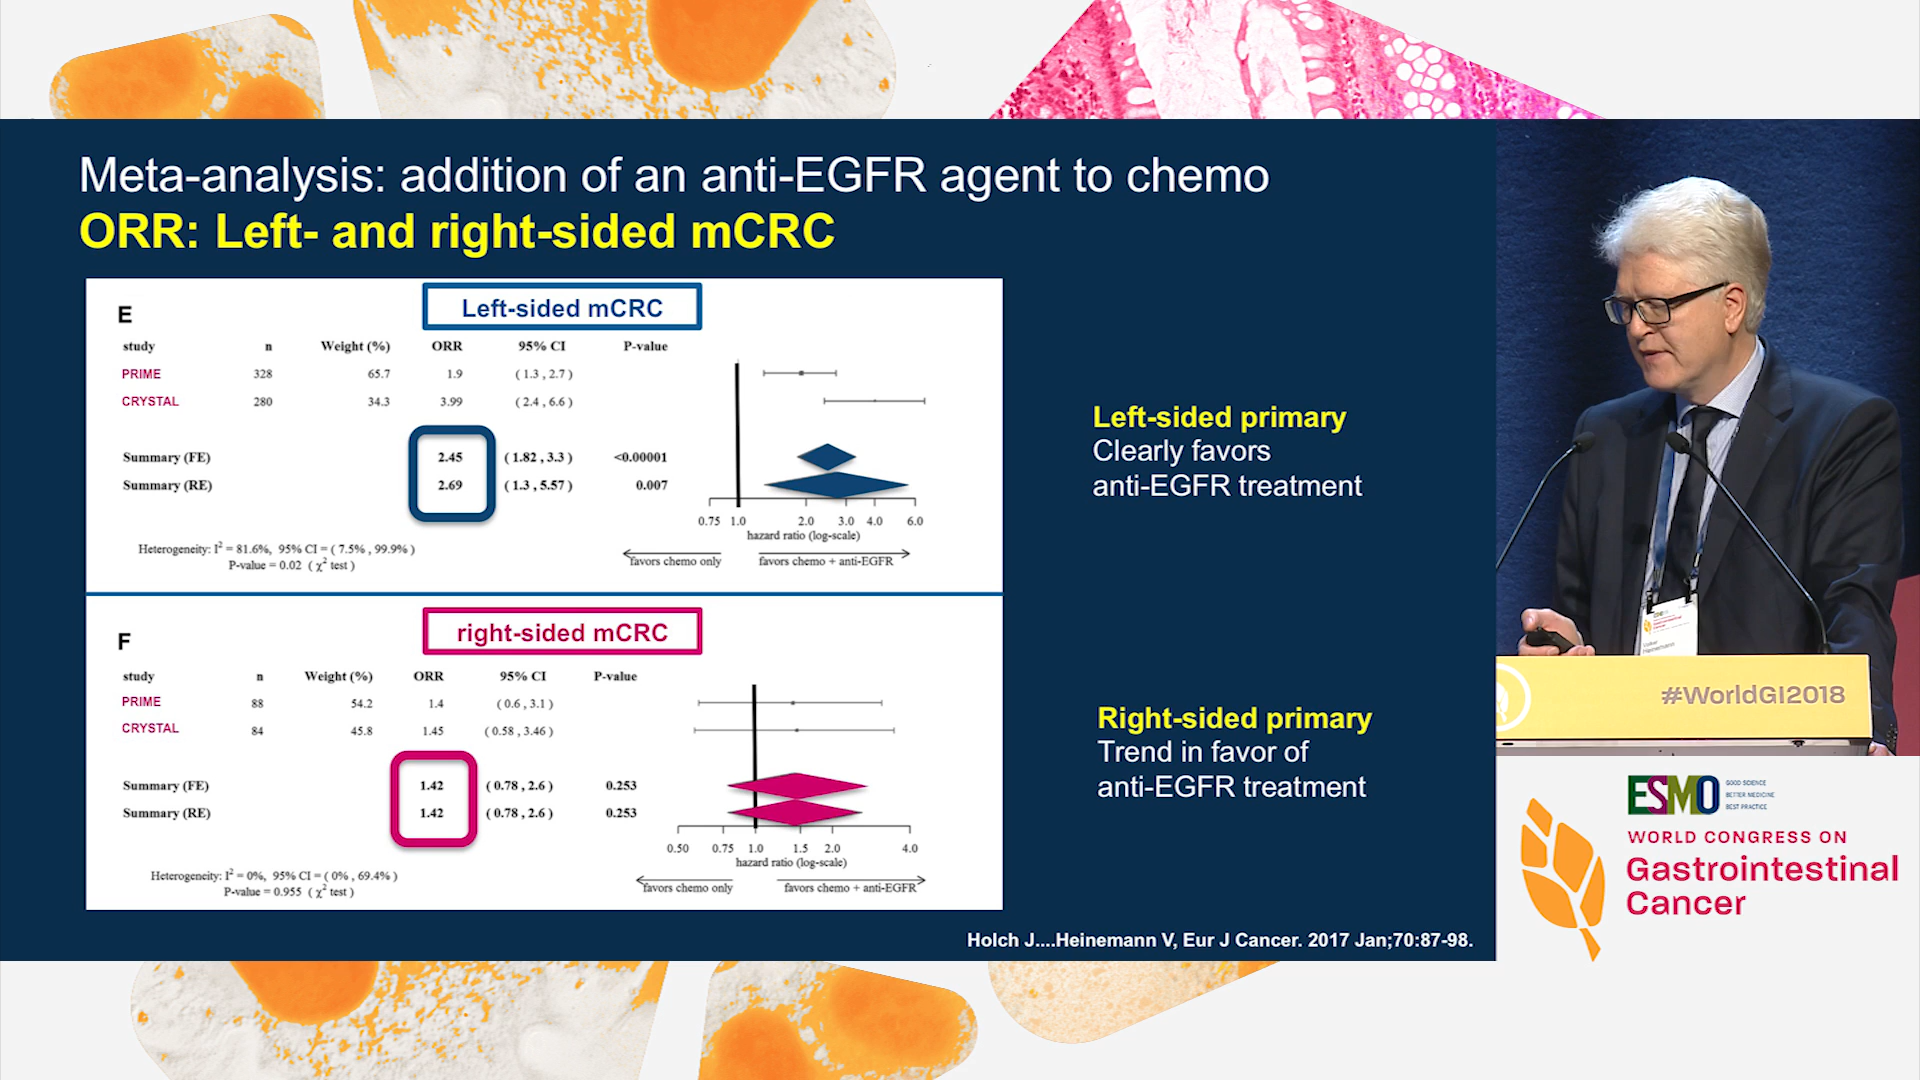 Meta-analysis: addition of an anti-EGFR agent to chemo
ORR: Left- and right-sided mCRC
E
Left-sided mCRC
study n Weight (%) ORR 95% CI P-value
PRIME 328 65.7 1.9 ( 1.3 , 2.7 )
CRYSTAL 280 34.3 3.99 ( 2.4 , 6.6 )
Summary (FE) 2.45 ( 1.82 , 3.3 ) <0.00001
Summary (RE) 2.69 ( 1.3 , 5.57 ) 0.007
0.75 1.0 2.0 3.0 4.0 6.0
hazard ratio (log-scale)
Heterogeneity: I² = 81.6%, 95% CI = ( 7.5% , 99.9% )
P-value = 0.02 ( χ² test )
favors chemo only favors chemo + anti-EGFR
Left-sided primary
Clearly favors
anti-EGFR treatment
F
right-sided mCRC
study n Weight (%) ORR 95% CI P-value
PRIME 88 54.2 1.4 ( 0.6 , 3.1 )
CRYSTAL 84 45.8 1.45 ( 0.58 , 3.46 )
Summary (FE) 1.42 ( 0.78 , 2.6 ) 0.253
Summary (RE) 1.42 ( 0.78 , 2.6 ) 0.253
0.50 0.75 1.0 1.5 2.0 4.0
hazard ratio (log-scale)
Heterogeneity: I² = 0%, 95% CI = ( 0% , 69.4% )
P-value = 0.955 ( χ² test )
favors chemo only favors chemo + anti-EGFR
Right-sided primary
Trend in favor of
anti-EGFR treatment
Holch J....Heinemann V, Eur J Cancer. 2017 Jan;70:87-98.
#WorldGI2018
ESMO
GOOD SCIENCE
BETTER MEDICINE
BEST PRACTICE
WORLD CONGRESS ON
Gastrointestinal
Cancer